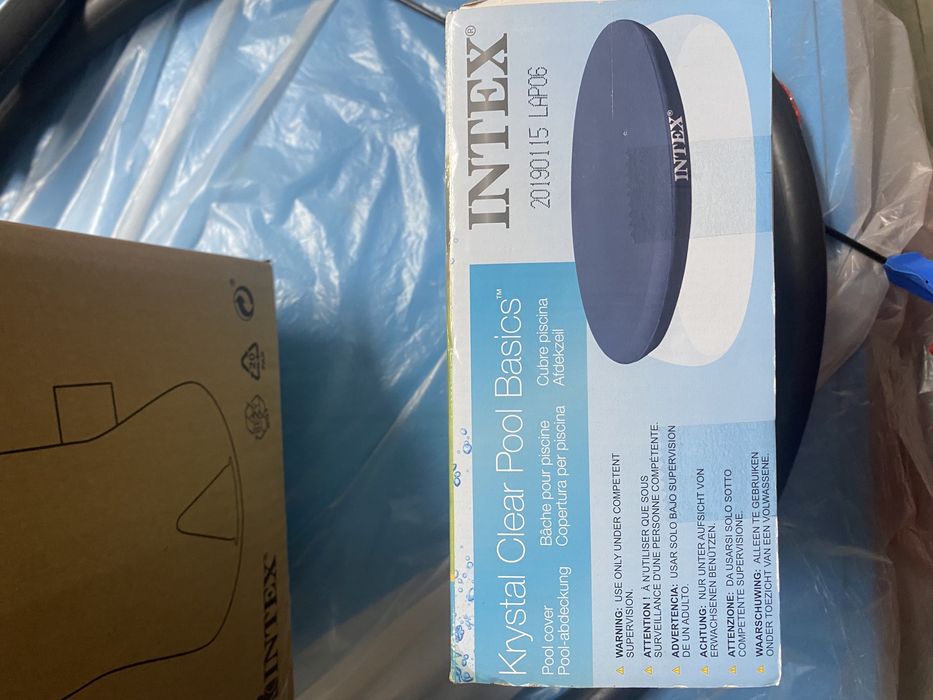 INTEX®
20190115 LAP06
INTEX®
Krystal Clear Pool Basics™
Pool cover
Bâche pour piscine
Cubre piscina
Pool-abdeckung
Copertura per piscina
Afdekzeil
WARNING: USE ONLY UNDER COMPETENT
SUPERVISION.
ATTENTION ! À N'UTILISER QUE SOUS
SURVEILLANCE D'UNE PERSONNE COMPÉTENTE.
ADVERTENCIA: USAR SOLO BAJO SUPERVISION
DE UN ADULTO.
ACHTUNG: NUR UNTER AUFSICHT VON
ERWACHSENEN BENÜTZEN.
ATTENZIONE: DA USARSI SOLO SOTTO
COMPETENTE SUPERVISIONE.
WAARSCHUWING: ALLEEN TE GEBRUIKEN
ONDER TOEZICHT VAN EEN VOLWASSENE.
INTEX®
20
PAP